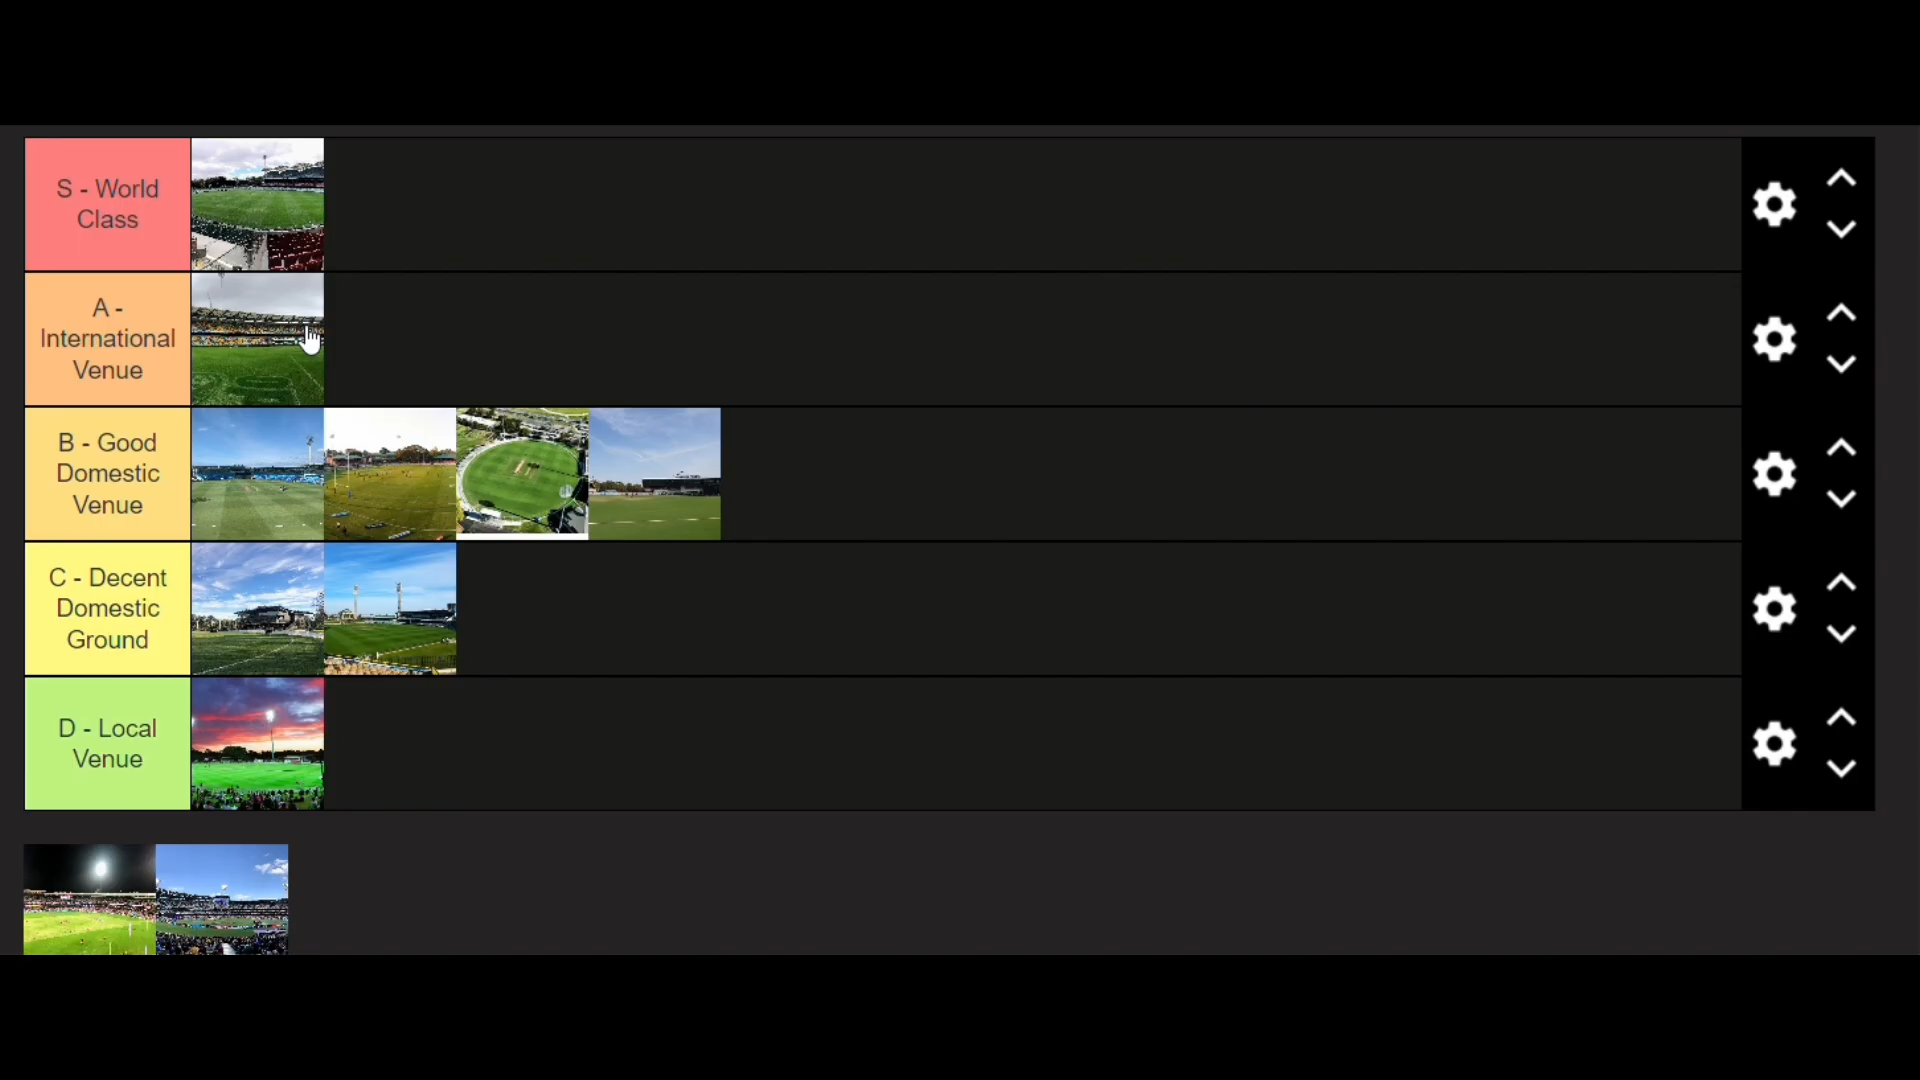 S - World
Class
A -
International
Venue
B - Good
Domestic
Venue
C - Decent
Domestic
Ground
D - Local
Venue